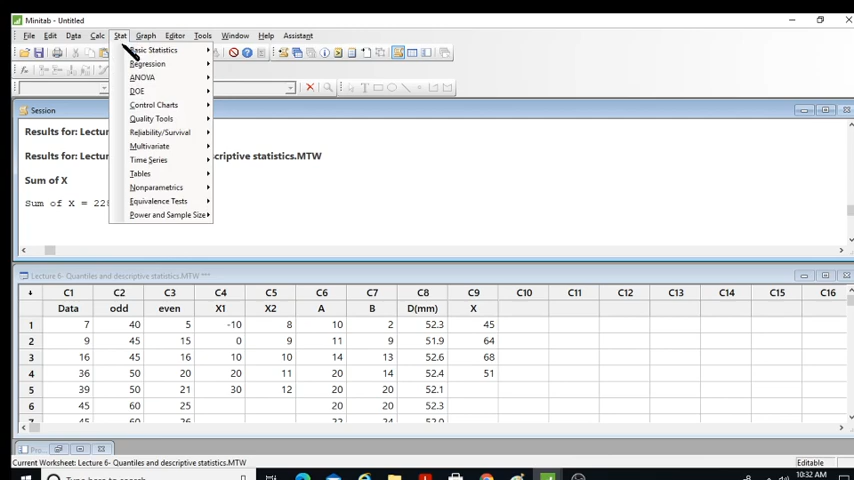 Minitab - Untitled
File Edit Data Calc Stat Graph Editor Tools Window Help Assistant
Basic Statistics
Regression
ANOVA
DOE
Control Charts
Quality Tools
Reliability/Survival
Multivariate
Time Series
Tables
Nonparametrics
Equivalence Tests
Power and Sample Size
Session
Results for:
Results for: descriptive statistics.MTW
Sum of X
Sum of X =
Lecture 6- Quantiles and descriptive statistics.MTW ***
C1 C2 C3 C4 C5 C6 C7 C8 C9 C10 C11 C12 C13 C14 C15 C16
Data odd even X1 X2 A B D(mm) X
1 7 40 5 -10 8 10 2 52.3 45
2 9 45 15 0 9 11 9 51.9 64
3 16 45 16 10 10 14 13 52.6 68
4 36 50 20 20 11 20 14 52.4 51
5 39 50 21 30 12 20 20 52.1
6 45 60 25 20 20 52.3
Pro...
Current Worksheet: Lecture 6- Quantiles and descriptive statistics.MTW Editable
10:32 AM